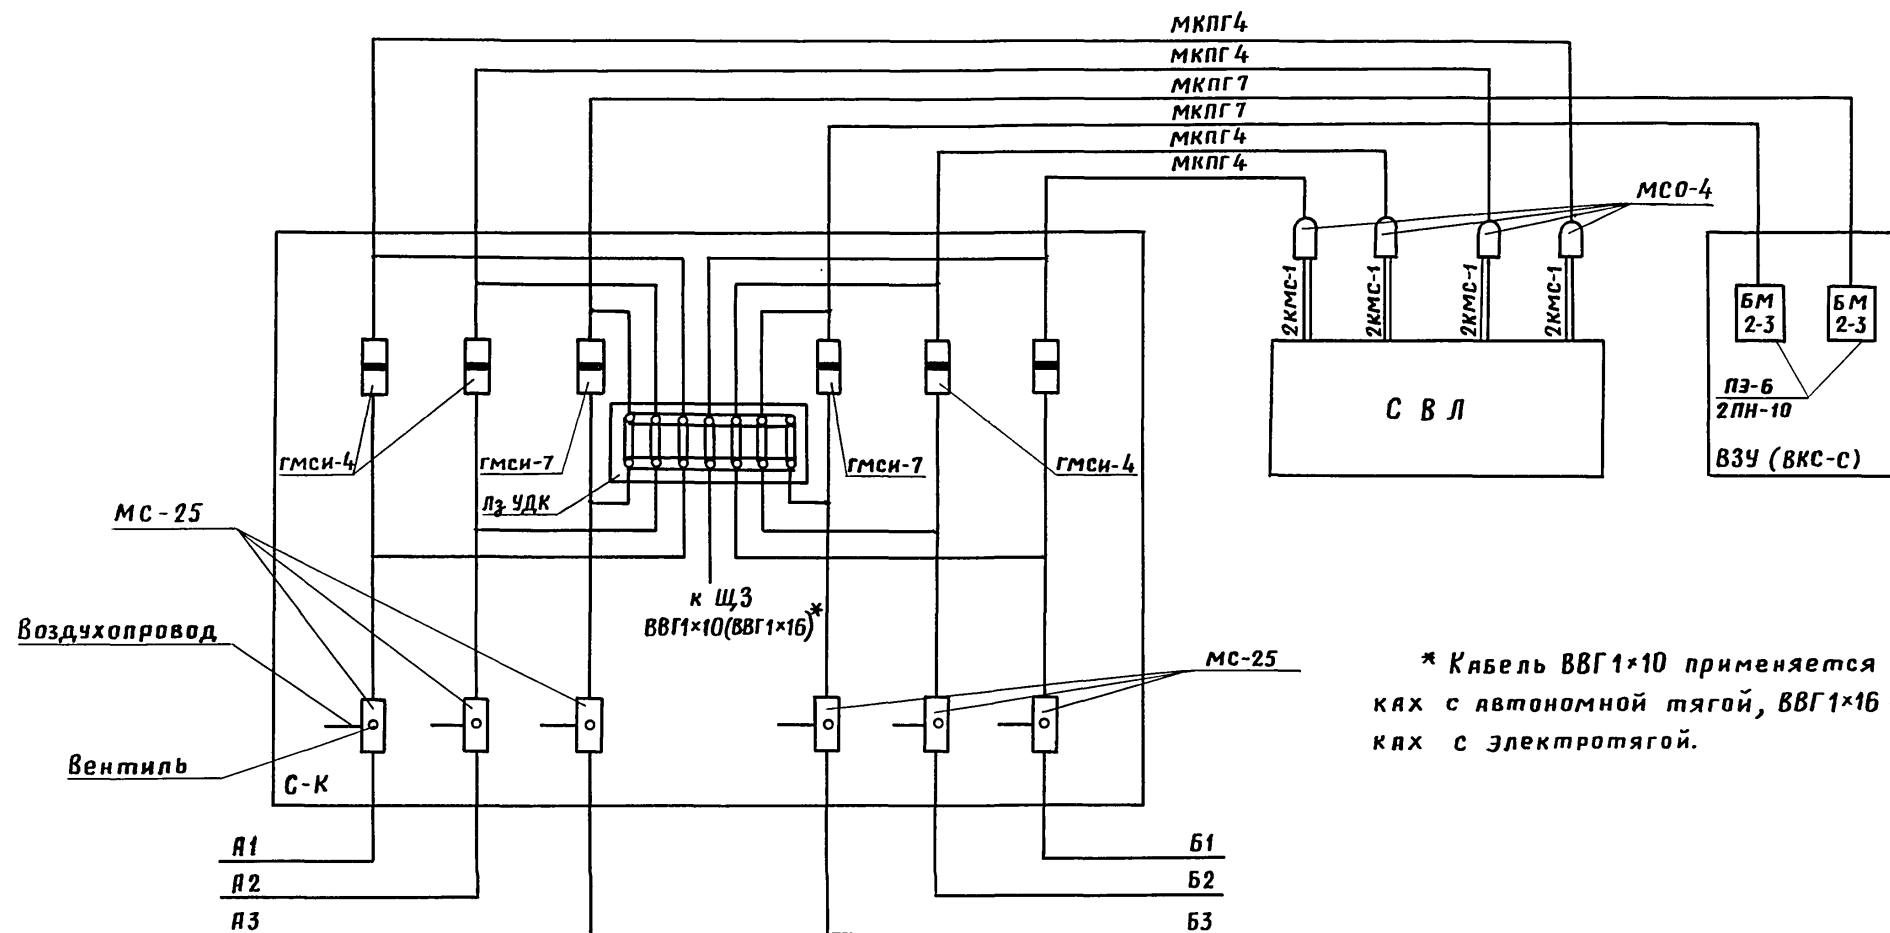 МКПГ4
МКПГ4
МКПГ7
МКПГ7
МКПГ4
МКПГ4
МСО-4
2КМС-1
2КМС-1
2КМС-1
2КМС-1
БМ
2-3
БМ
2-3
СВЛ
ПЭ-6
2ПН-10
ВЗУ (ВКС-С)
ГМСИ-4
ГМСИ-7
ГМСИ-7
ГМСИ-4
Лз УДК
МС-25
к ЩЗ
ВВГ1×10(ВВГ1×16)*
Воздухопровод
МС-25
Вентиль
С-К
* Кабель ВВГ1×10 применяется
ках с автономной тягой, ВВГ1×16
ках с электротягой.
А1
Б1
А2
Б2
А3
Б3